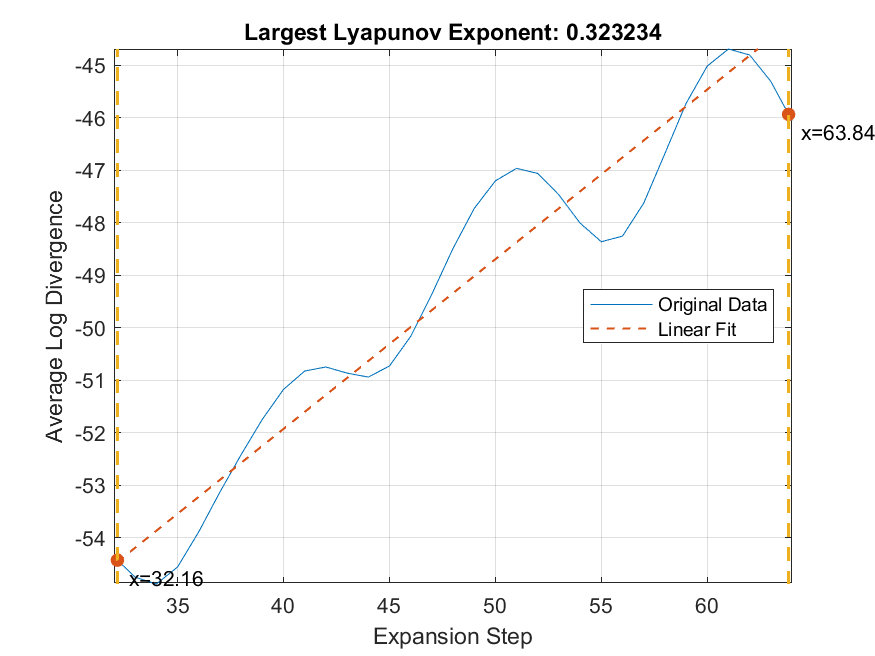 Largest Lyapunov Exponent: 0.323234
-45
-46
-47
-48
-49
-50
-51
-52
-53
-54
Average Log Divergence
x=63.84
Original Data
Linear Fit
x=32.16
35 40 45 50 55 60
Expansion Step